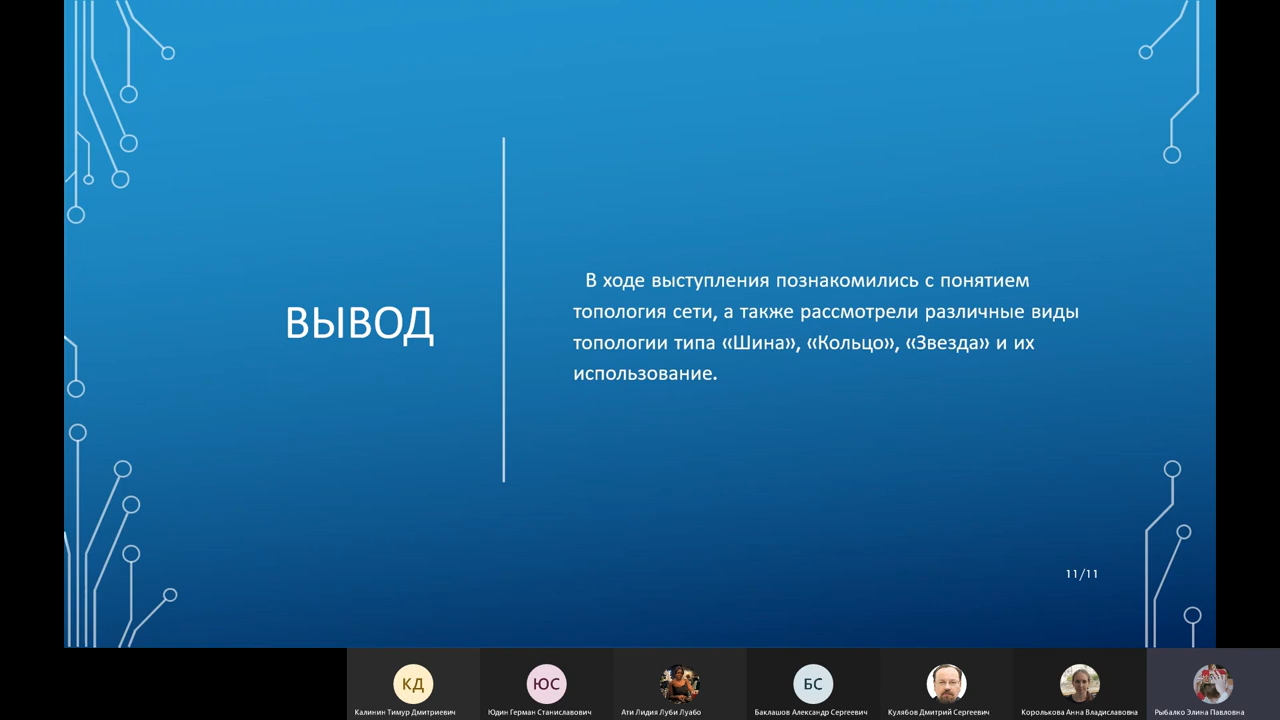 ВЫВОД
В ходе выступления познакомились с понятием
топология сети, а также рассмотрели различные виды
топологии типа «Шина», «Кольцо», «Звезда» и их
использование.
11/11
КД
ЮС
БС
Калинин Тимур Дмитриевич
Юдин Герман Станиславович
Ати Лидия Луби Луабо
Баклашов Александр Сергеевич
Кулябов Дмитрий Сергеевич
Королькова Анна Владиславовна
Рыбалко Элина Павловна